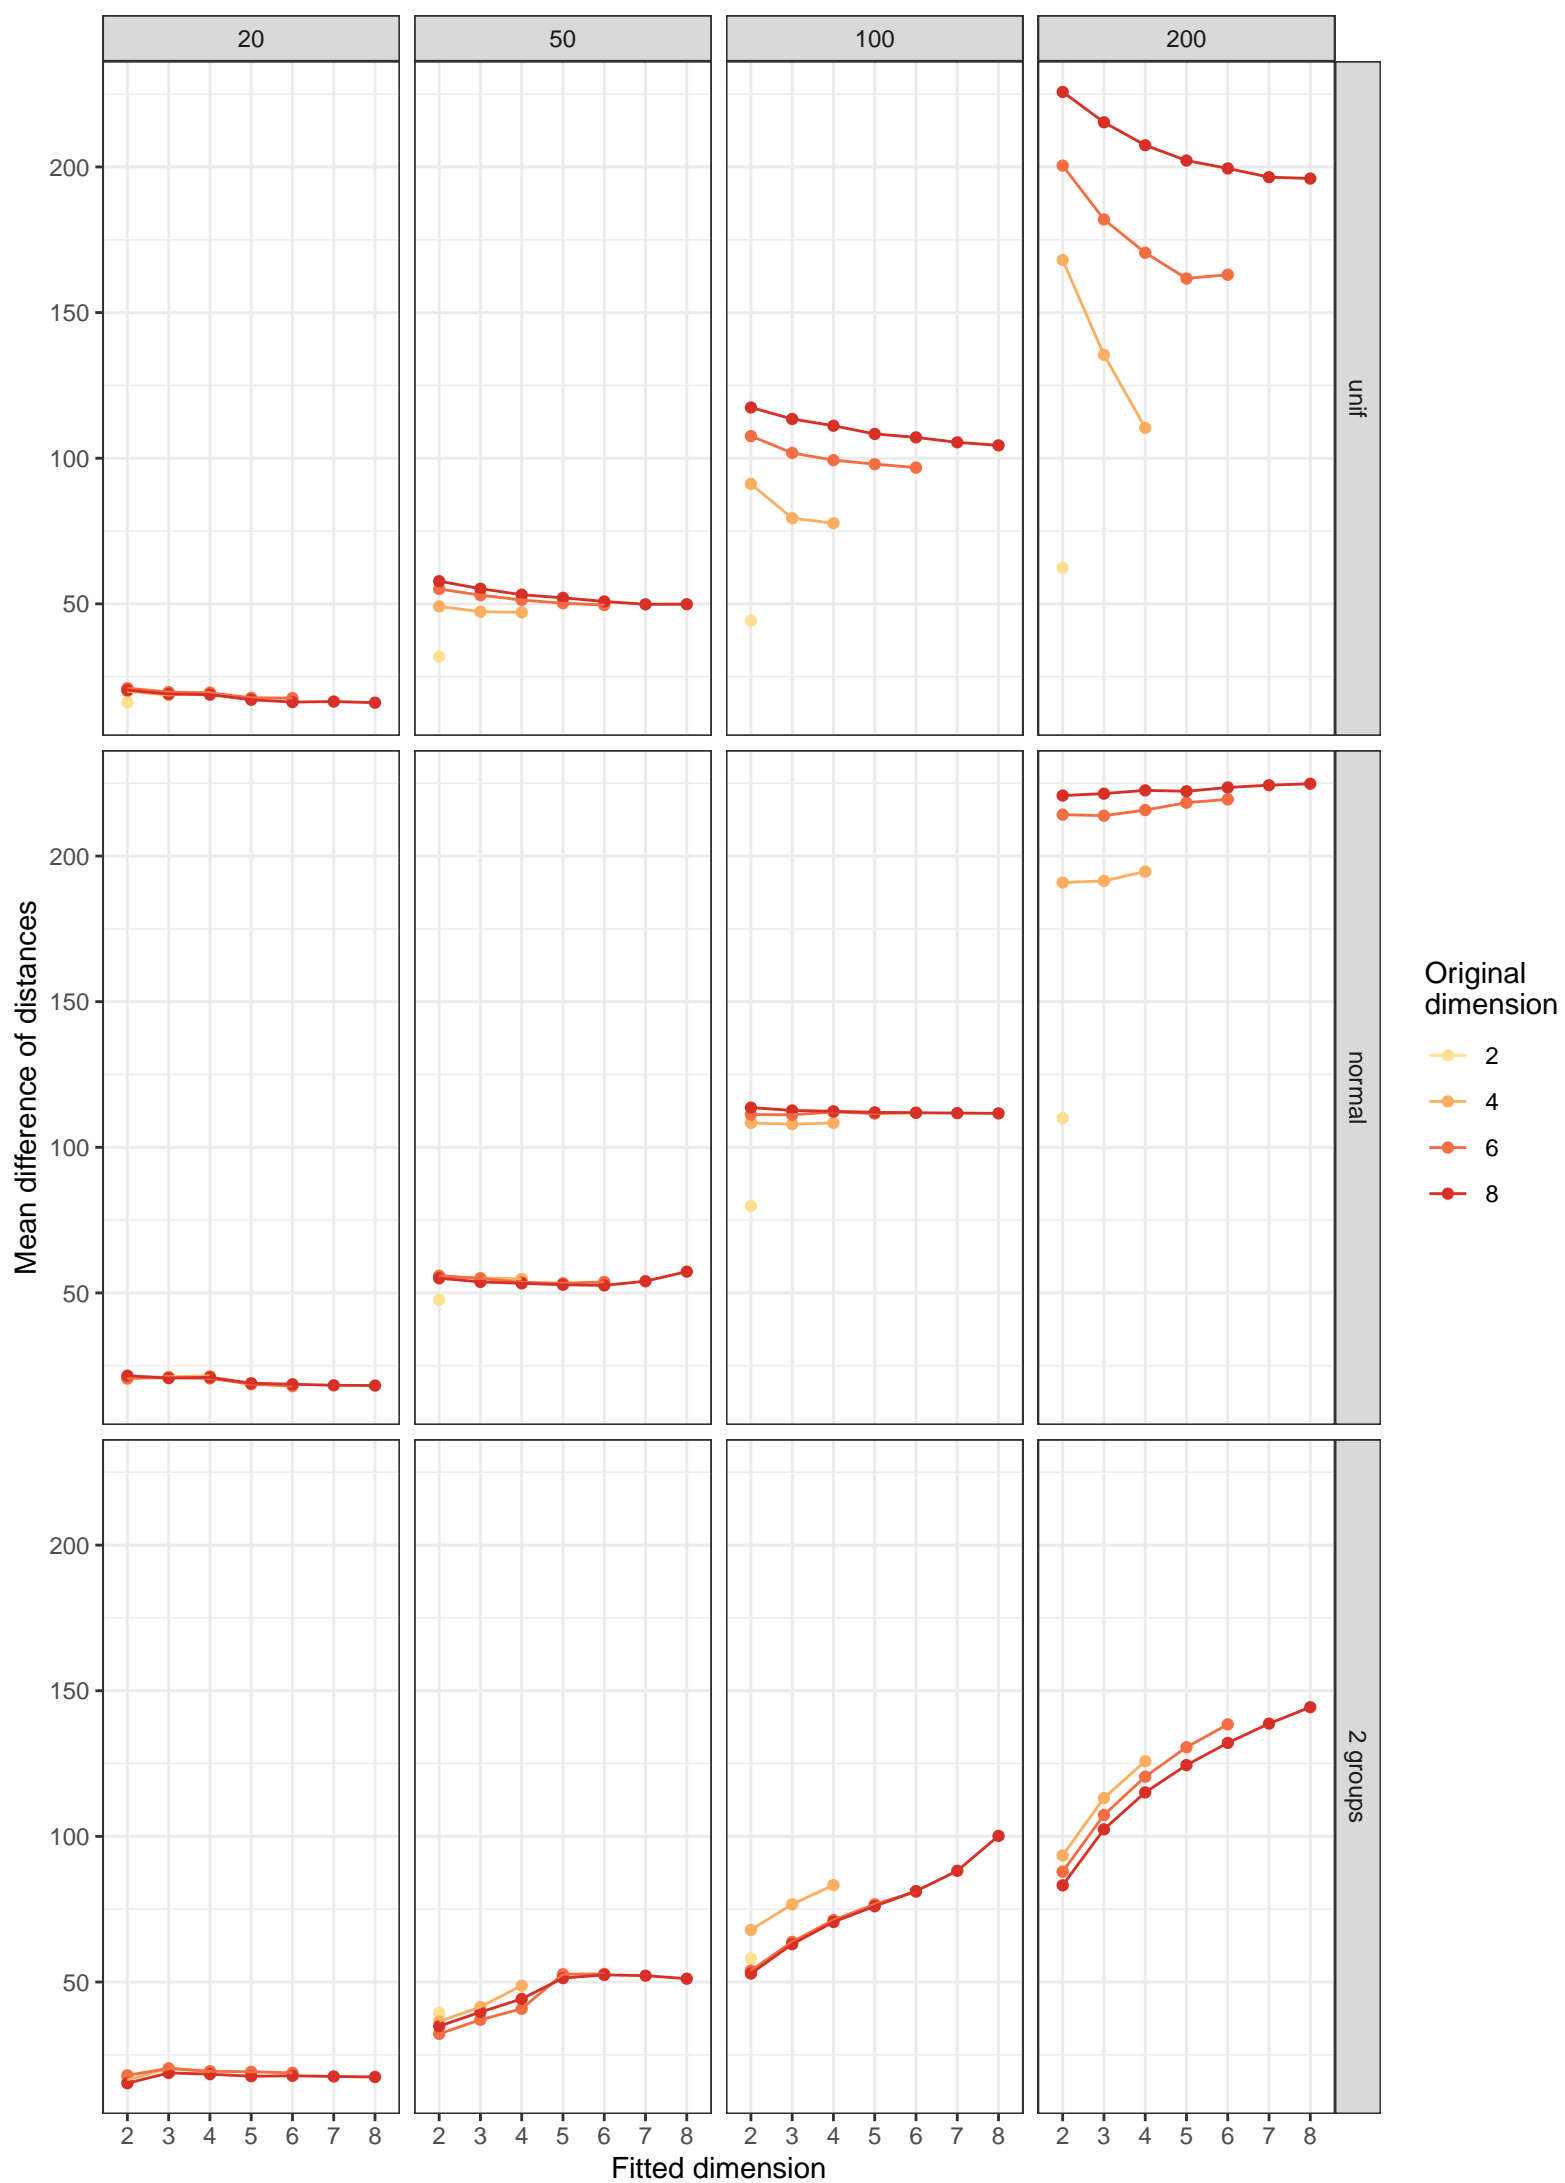 20 50 100 200
200
150
100
50
unif
200
150
100
50
normal
200
150
100
50
2 groups
Mean difference of distances
2 3 4 5 6 7 8 2 3 4 5 6 7 8 2 3 4 5 6 7 8 2 3 4 5 6 7 8
Fitted dimension
Original
dimension
2
4
6
8